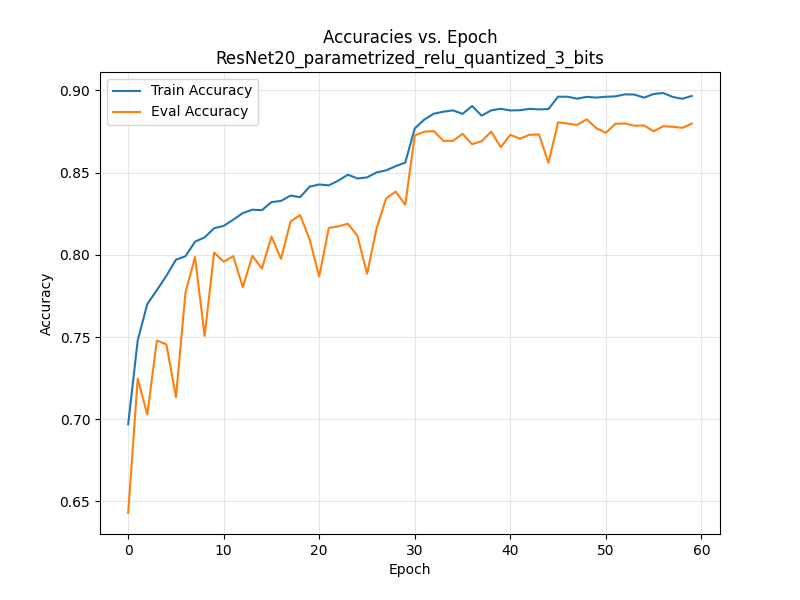 Accuracies vs. Epoch
ResNet20_parametrized_relu_quantized_3_bits
Train Accuracy
Eval Accuracy
Accuracy
0.90
0.85
0.80
0.75
0.70
0.65
0 10 20 30 40 50 60
Epoch